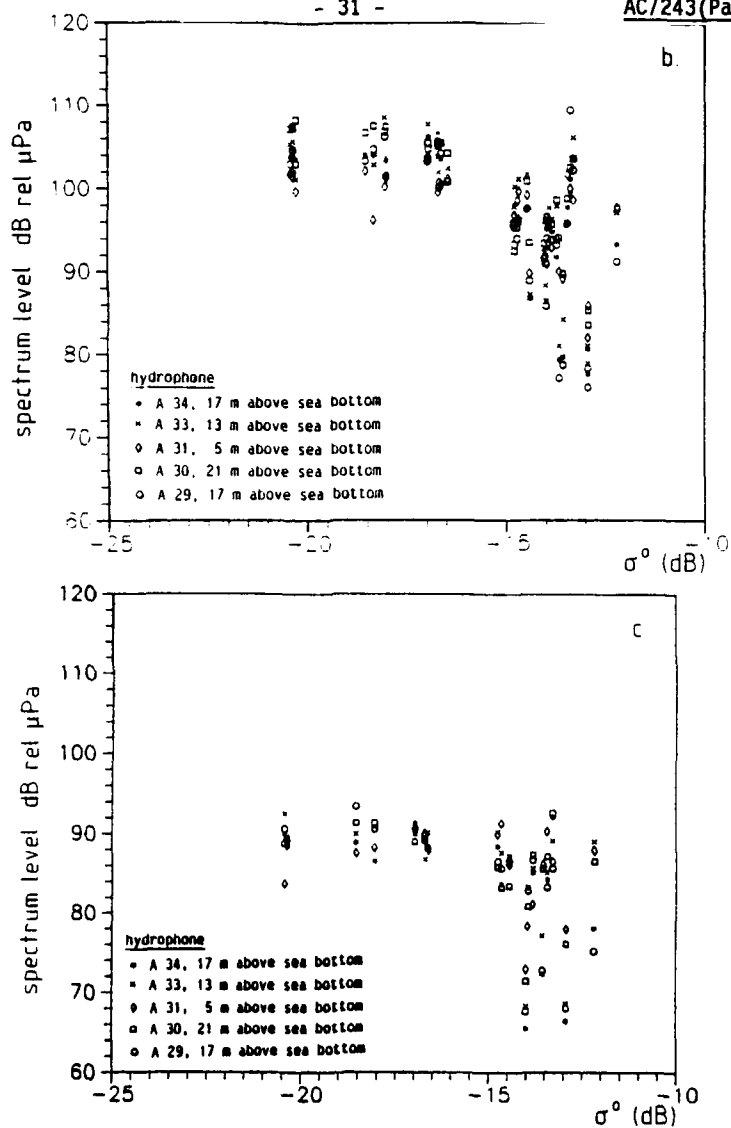 - 31 -
AC/243(Pa
b.
120
110
100
90
80
70
60
spectrum level dB rel µPa
hydrophone
A 34, 17 m above sea bottom
A 33, 13 m above sea bottom
A 31, 5 m above sea bottom
A 30, 21 m above sea bottom
A 29, 17 m above sea bottom
-25
-20
-15
-10
σ° (dB)
c
120
110
100
90
80
70
60
spectrum level dB rel µPa
hydrophone
A 34, 17 m above sea bottom
A 33, 13 m above sea bottom
A 31, 5 m above sea bottom
A 30, 21 m above sea bottom
A 29, 17 m above sea bottom
-25
-20
-15
-10
σ° (dB)